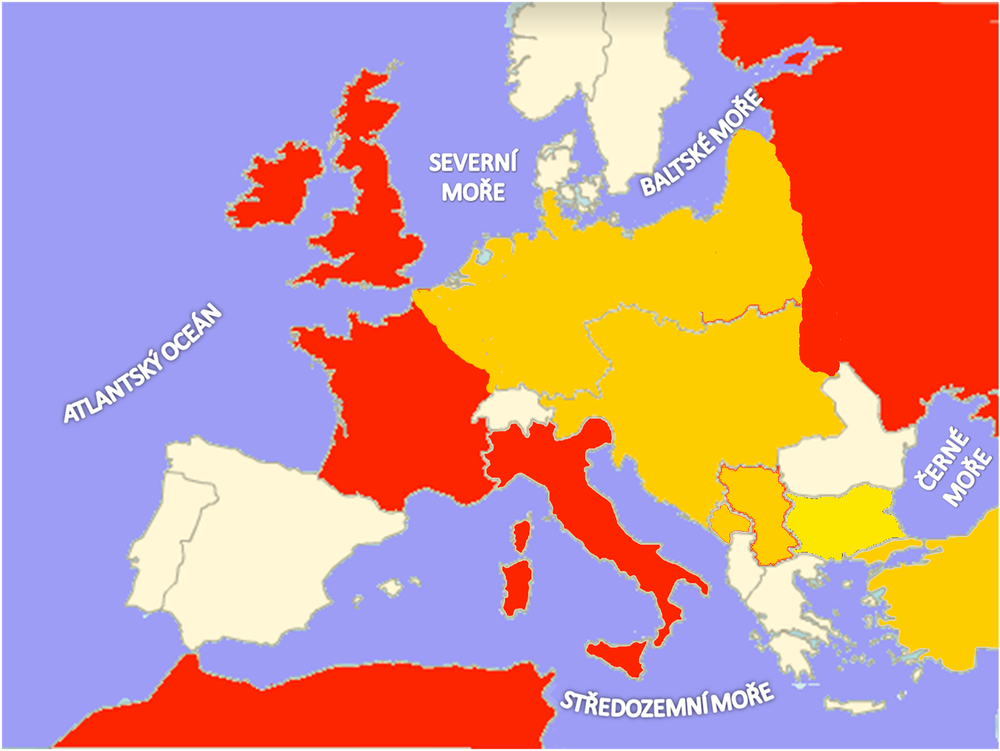 SEVERNÍ
MOŘE
BALTSKÉ MOŘE
ATLANTSKÝ OCEÁN
ČERNÉ
MOŘE
STŘEDOZEMNÍ MOŘE